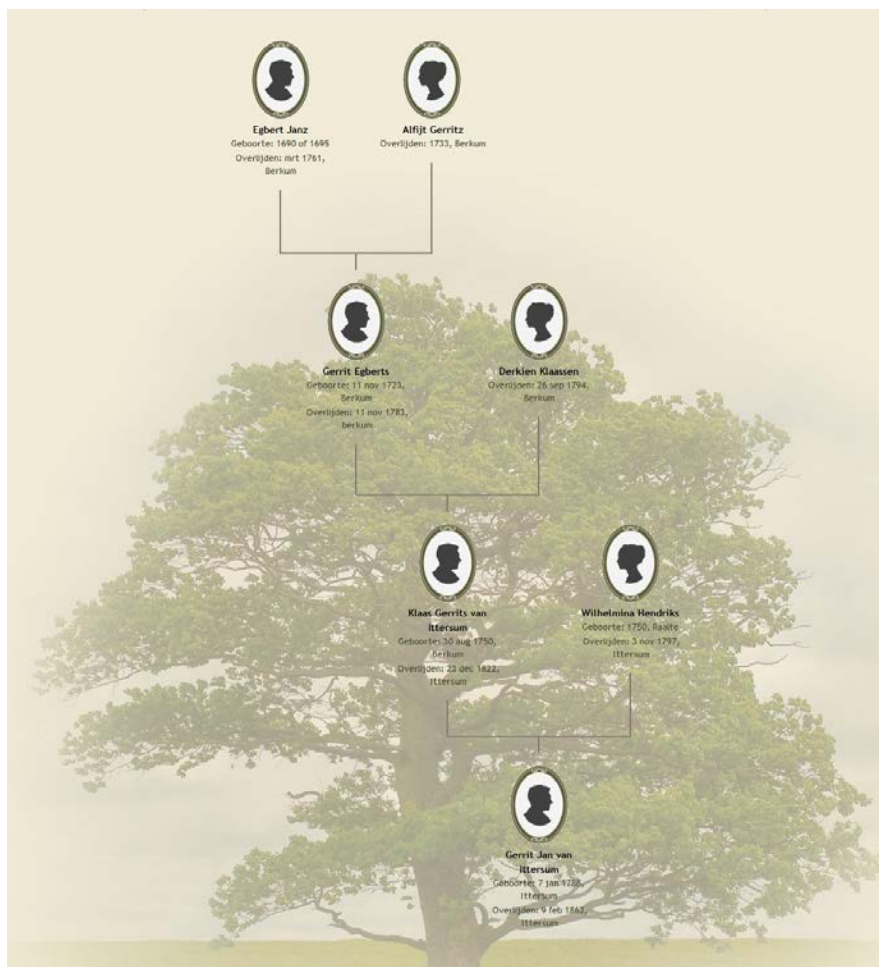 Egbert Janz
Geboorte: 1690 of 1695
Overlijden: mrt 1761,
Berkum
Alfijt Gerritz
Overlijden: 1733, Berkum
Gerrit Egberts
Geboorte: 11 nov 1723,
Berkum
Overlijden: 11 nov 1783,
berkum
Derkien Klaassen
Overlijden: 26 sep 1794,
Berkum
Klaas Gerrits van
Ittersum
Geboorte: 30 aug 1750,
Berkum
Overlijden: 23 dec 1822,
Ittersum
Wilhelmina Hendriks
Geboorte: 1750, Raalte
Overlijden: 3 nov 1797,
Ittersum
Gerrit Jan van
Ittersum
Geboorte: 7 jan 1788,
Ittersum
Overlijden: 9 feb 1862,
Ittersum